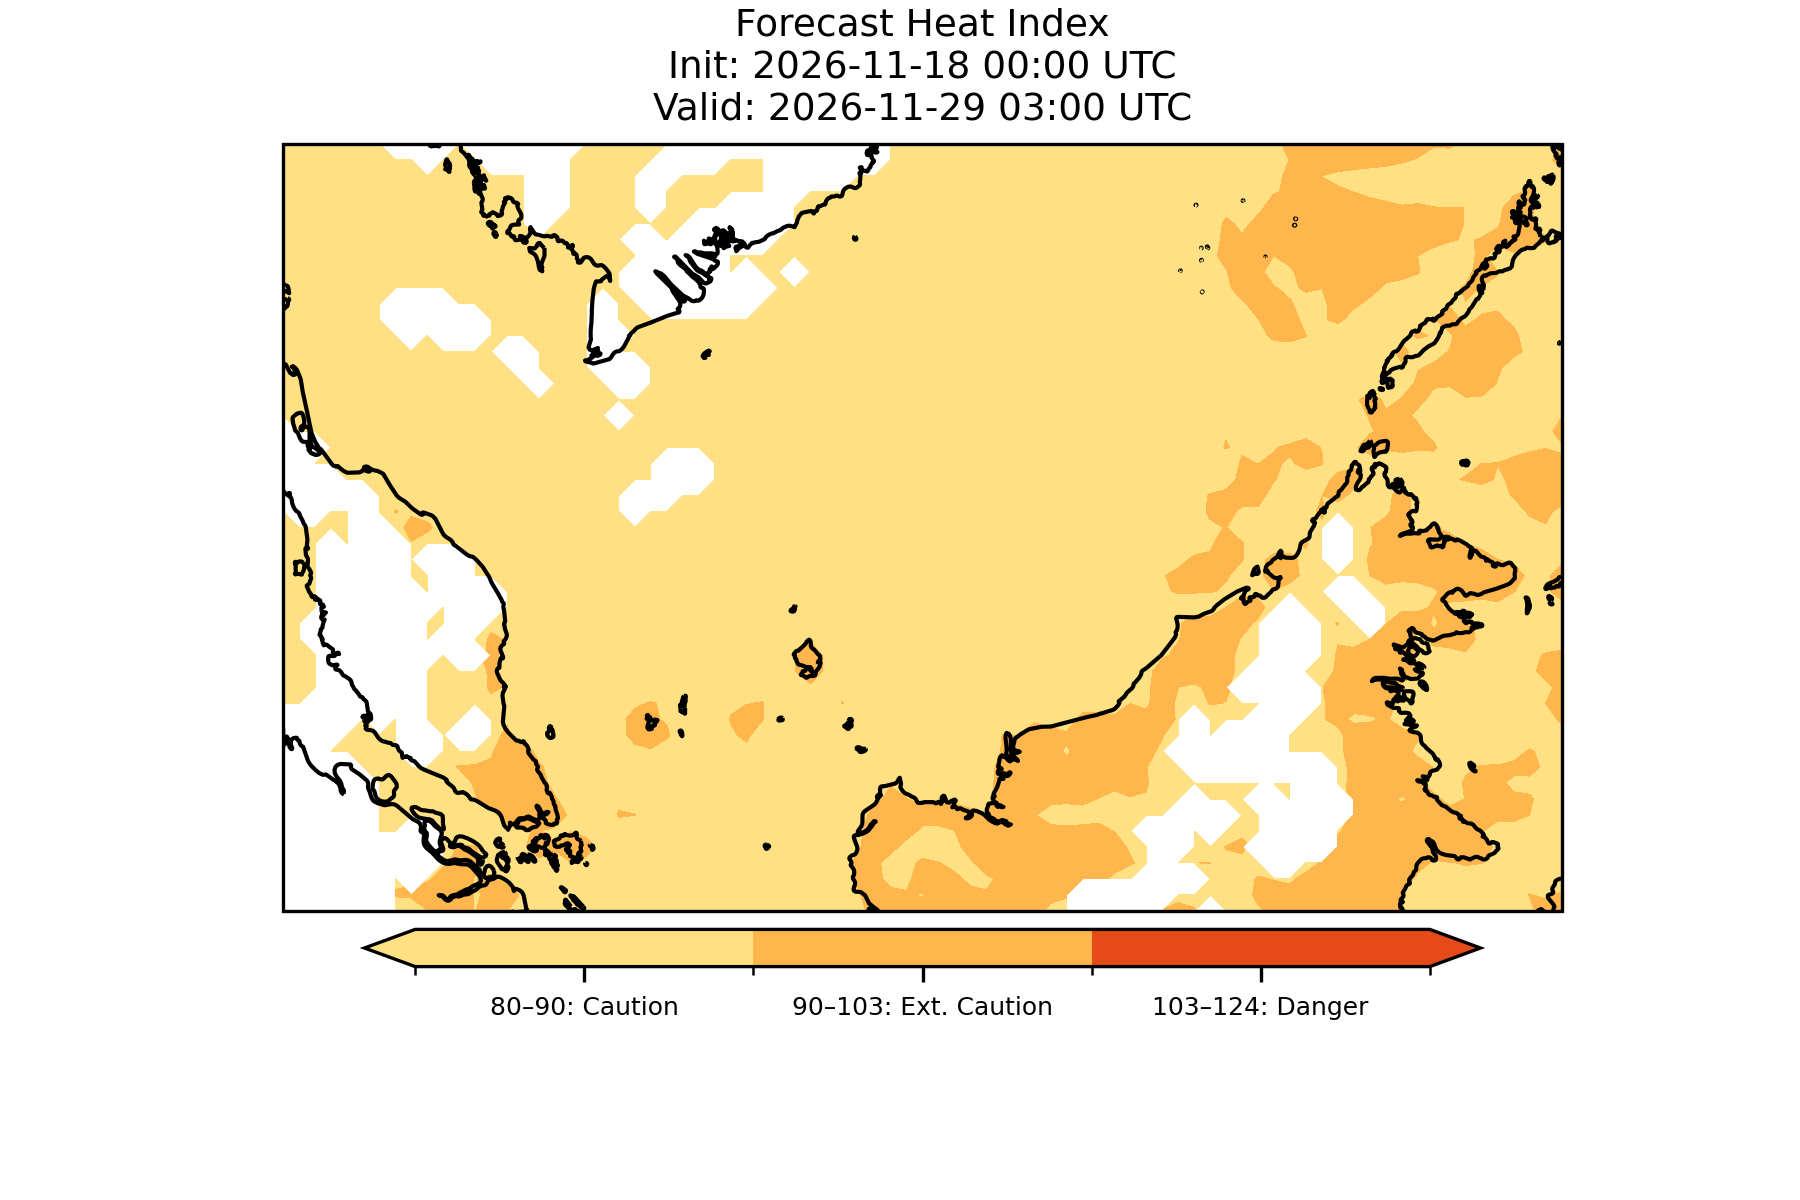 Forecast Heat Index
Init: 2026-11-18 00:00 UTC
Valid: 2026-11-29 03:00 UTC
80–90: Caution
90–103: Ext. Caution
103–124: Danger